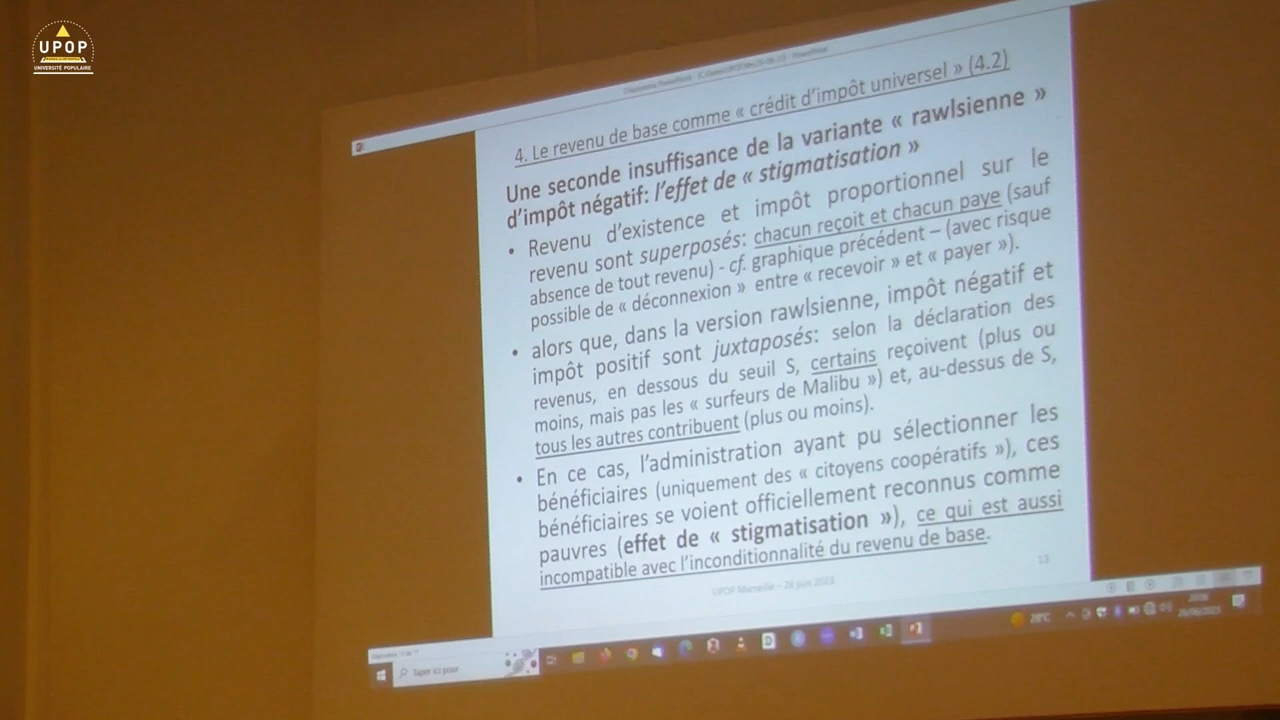 UPOP
UNIVERSITÉ POPULAIRE
4. Le revenu de base comme « crédit d’impôt universel » (4.2)
Une seconde insuffisance de la variante « rawlsienne »
d’impôt négatif: l’effet de « stigmatisation »
• Revenu d’existence et impôt proportionnel sur le
revenu sont superposés: chacun reçoit et chacun paye (sauf
absence de tout revenu) - cf. graphique précédent – (avec risque
possible de « déconnexion » entre « recevoir » et « payer »).
• alors que, dans la version rawlsienne, impôt négatif et
impôt positif sont juxtaposés: selon la déclaration des
revenus, en dessous du seuil S, certains reçoivent (plus ou
moins, mais pas les « surfeurs de Malibu ») et, au-dessus de S,
tous les autres contribuent (plus ou moins).
• En ce cas, l’administration ayant pu sélectionner les
bénéficiaires (uniquement des « citoyens coopératifs »), ces
bénéficiaires se voient officiellement reconnus comme
pauvres (effet de « stigmatisation »), ce qui est aussi
incompatible avec l’inconditionnalité du revenu de base.
UPOP Marseille – 26 juin 2023
13
Taper ici pour
28°C
20:06
26/06/2023